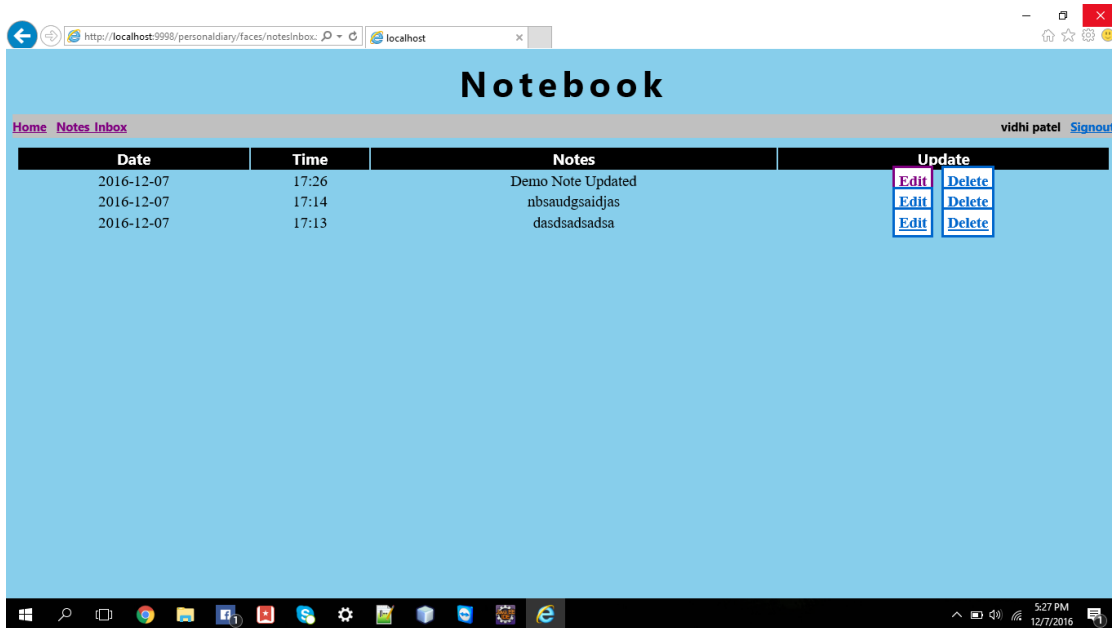 http://localhost:9998/personaldiary/faces/notesInbox. localhost
Notebook
Home Notes Inbox vidhi patel Signout
Date Time Notes Update
2016-12-07 17:26 Demo Note Updated Edit Delete
2016-12-07 17:14 nbsaudgsaidjas Edit Delete
2016-12-07 17:13 dasdsadsadsa Edit Delete
5:27 PM
12/7/2016